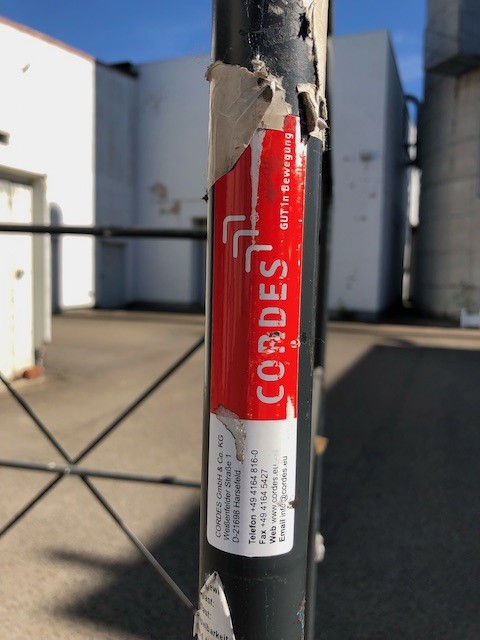 GUT in Bewegung
CORDES
CORDES GmbH & Co. KG
Weißenfelder Straße 1
D-21698 Harsefeld
Telefon +49 4164 816-0
Fax +49 4164 5427
Web www.cordes.eu
Email info@cordes.eu